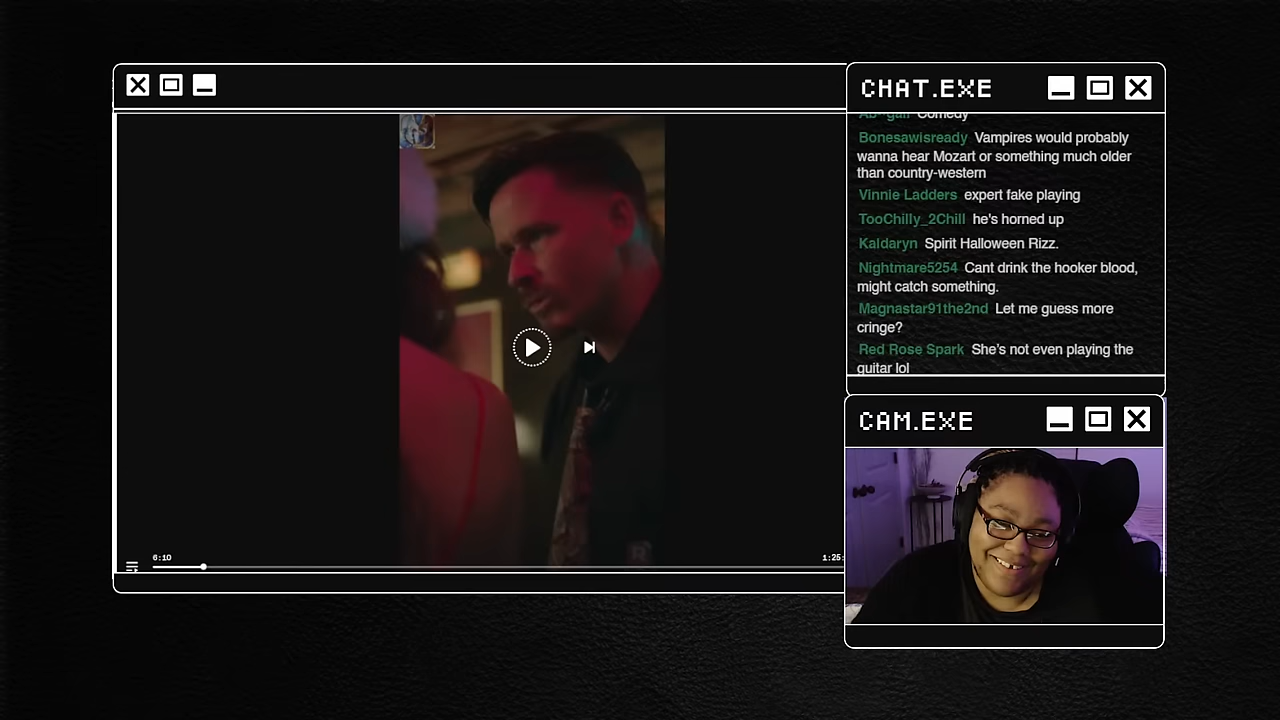 CHAT.EXE
Comedy
Bonesawisready Vampires would probably
wanna hear Mozart or something much older
than country-western
Vinnie Ladders expert fake playing
TooChilly_2Chill he's horned up
Kaldaryn Spirit Halloween Rizz.
Nightmare5254 Cant drink the hooker blood,
might catch something.
Magnastar91the2nd Let me guess more
cringe?
Red Rose Spark She's not even playing the
guitar lol
CAM.EXE
6:10
1:25: